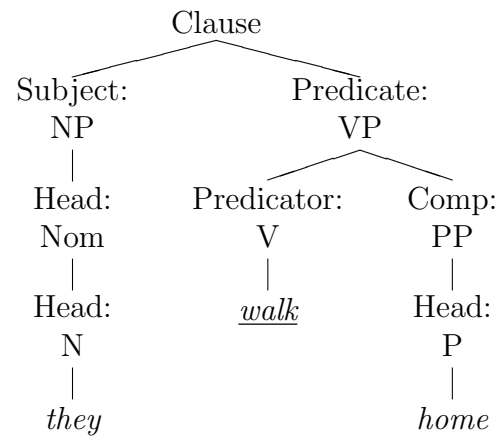 Clause
Subject: Predicate:
NP VP
Head: Predicator: Comp:
Nom V PP
Head: walk Head:
N P
they home